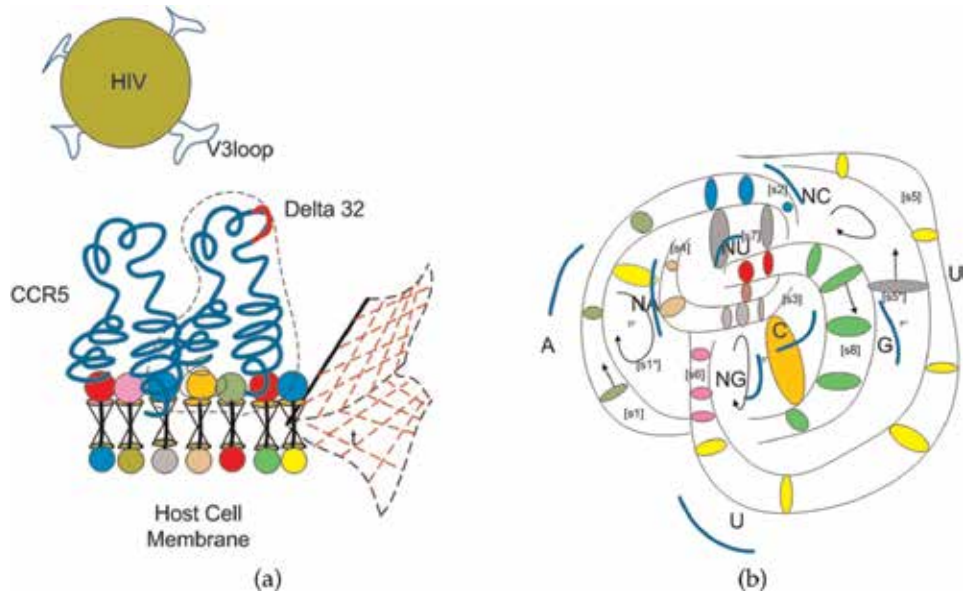 HIV
V3loop
Delta 32
CCR5
Host Cell
Membrane
(a)
[s2]
NC
[s5]
[s7]
NU
[s4]
U
[s5*]
NA
[s3]
C
A
G
[s8]
[s1*]
[s6]
NG
[s1]
U
(b)